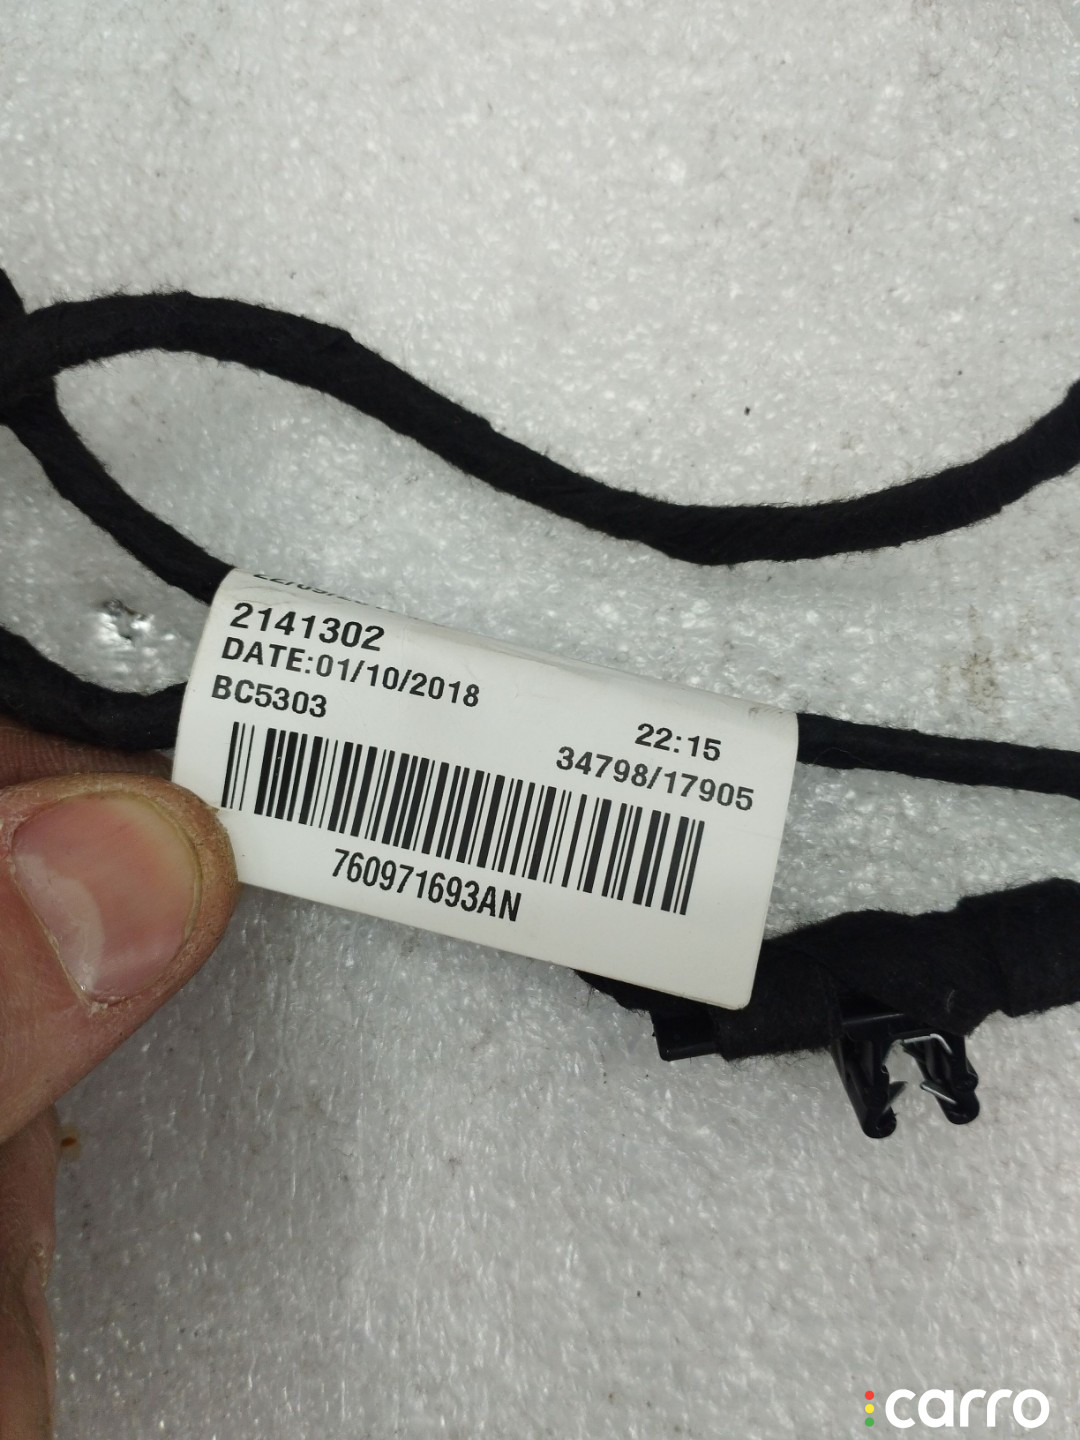 2141302
DATE:01/10/2018
BC5303
22:15
34798/17905
760971693AN
carro